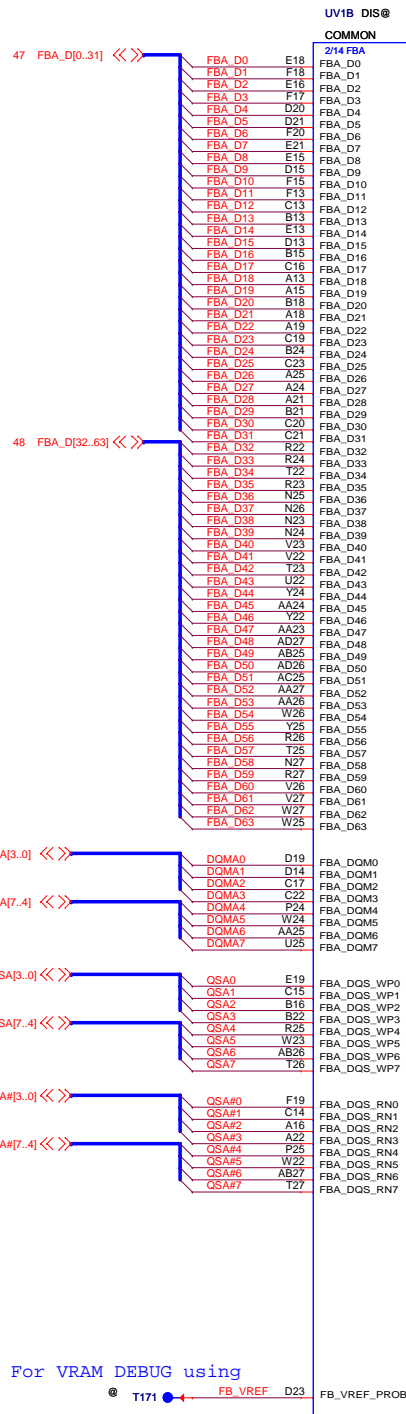 UV1B DIS@
COMMON
2/14 FBA
47 FBA_D[0..31]
FBA_D0 E18 FBA_D0
FBA_D1 F18 FBA_D1
FBA_D2 E16 FBA_D2
FBA_D3 F17 FBA_D3
FBA_D4 D20 FBA_D4
FBA_D5 D21 FBA_D5
FBA_D6 F20 FBA_D6
FBA_D7 E21 FBA_D7
FBA_D8 E15 FBA_D8
FBA_D9 D15 FBA_D9
FBA_D10 F15 FBA_D10
FBA_D11 F13 FBA_D11
FBA_D12 C13 FBA_D12
FBA_D13 B13 FBA_D13
FBA_D14 E13 FBA_D14
FBA_D15 D13 FBA_D15
FBA_D16 B15 FBA_D16
FBA_D17 C16 FBA_D17
FBA_D18 A13 FBA_D18
FBA_D19 A15 FBA_D19
FBA_D20 B18 FBA_D20
FBA_D21 A18 FBA_D21
FBA_D22 A19 FBA_D22
FBA_D23 C19 FBA_D23
FBA_D24 B24 FBA_D24
FBA_D25 C23 FBA_D25
FBA_D26 A25 FBA_D26
FBA_D27 A24 FBA_D27
FBA_D28 A21 FBA_D28
FBA_D29 B21 FBA_D29
FBA_D30 C20 FBA_D30
FBA_D31 C21 FBA_D31
48 FBA_D[32..63]
FBA_D32 R22 FBA_D32
FBA_D33 R24 FBA_D33
FBA_D34 T22 FBA_D34
FBA_D35 R23 FBA_D35
FBA_D36 N25 FBA_D36
FBA_D37 N26 FBA_D37
FBA_D38 N23 FBA_D38
FBA_D39 N24 FBA_D39
FBA_D40 V23 FBA_D40
FBA_D41 V22 FBA_D41
FBA_D42 T23 FBA_D42
FBA_D43 U22 FBA_D43
FBA_D44 Y24 FBA_D44
FBA_D45 AA24 FBA_D45
FBA_D46 Y22 FBA_D46
FBA_D47 AA23 FBA_D47
FBA_D48 AD27 FBA_D48
FBA_D49 AB25 FBA_D49
FBA_D50 AD26 FBA_D50
FBA_D51 AC25 FBA_D51
FBA_D52 AA27 FBA_D52
FBA_D53 AA26 FBA_D53
FBA_D54 W26 FBA_D54
FBA_D55 Y25 FBA_D55
FBA_D56 R26 FBA_D56
FBA_D57 T25 FBA_D57
FBA_D58 N27 FBA_D58
FBA_D59 R27 FBA_D59
FBA_D60 V26 FBA_D60
FBA_D61 V27 FBA_D61
FBA_D62 W27 FBA_D62
FBA_D63 W25 FBA_D63
A[3..0]
DQMA0 D19 FBA_DQM0
DQMA1 D14 FBA_DQM1
DQMA2 C17 FBA_DQM2
DQMA3 C22 FBA_DQM3
A[7..4]
DQMA4 P24 FBA_DQM4
DQMA5 W24 FBA_DQM5
DQMA6 AA25 FBA_DQM6
DQMA7 U25 FBA_DQM7
SA[3..0]
QSA0 E19 FBA_DQS_WP0
QSA1 C15 FBA_DQS_WP1
QSA2 B16 FBA_DQS_WP2
QSA3 B22 FBA_DQS_WP3
SA[7..4]
QSA4 R25 FBA_DQS_WP4
QSA5 W23 FBA_DQS_WP5
QSA6 AB26 FBA_DQS_WP6
QSA7 T26 FBA_DQS_WP7
A#[3..0]
QSA#0 F19 FBA_DQS_RN0
QSA#1 C14 FBA_DQS_RN1
QSA#2 A16 FBA_DQS_RN2
QSA#3 A22 FBA_DQS_RN3
A#[7..4]
QSA#4 P25 FBA_DQS_RN4
QSA#5 W22 FBA_DQS_RN5
QSA#6 AB27 FBA_DQS_RN6
QSA#7 T27 FBA_DQS_RN7
For VRAM DEBUG using
@ T171 FB_VREF D23 FB_VREF_PROB